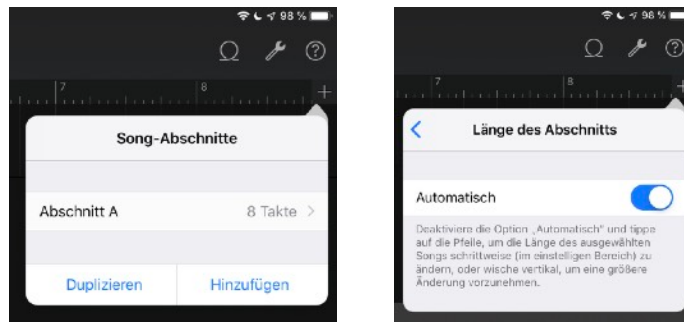 98 %
7 8
Song-Abschnitte
Abschnitt A 8 Takte >
Duplizieren Hinzufügen
98 %
7 8
Länge des Abschnitts
Automatisch
Deaktiviere die Option „Automatisch" und tippe
auf die Pfeile, um die Länge des ausgewählten
Songs schrittweise (im einstelligen Bereich) zu
ändern, oder wische vertikal, um eine größere
Änderung vorzunehmen.